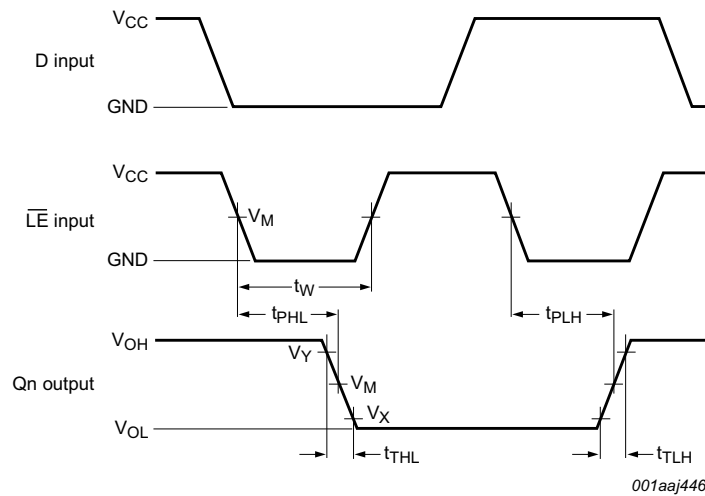 VCC
D input
GND
VCC
LE input
VM
GND
tW
tPHL
tPLH
VOH
VY
Qn output
VM
VX
VOL
tTHL
tTLH
001aaj446